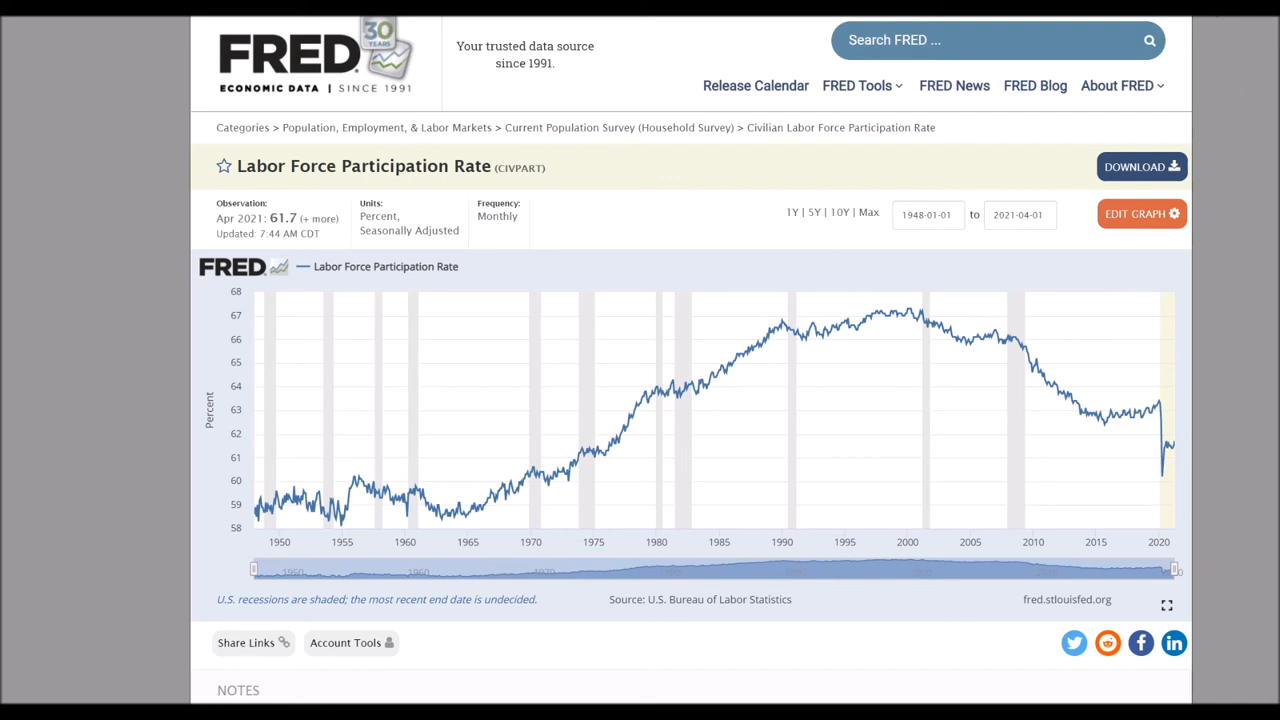 30
YEARS
FRED
ECONOMIC DATA | SINCE 1991
Your trusted data source
since 1991.
Search FRED ...
Release Calendar FRED Tools FRED News FRED Blog About FRED
Categories > Population, Employment, & Labor Markets > Current Population Survey (Household Survey) > Civilian Labor Force Participation Rate
Labor Force Participation Rate (CIVPART)
DOWNLOAD
Observation:
Apr 2021: 61.7 (+ more)
Updated: 7:44 AM CDT
Units:
Percent,
Seasonally Adjusted
Frequency:
Monthly
1Y | 5Y | 10Y | Max
1948-01-01 to 2021-04-01
EDIT GRAPH
FRED
Labor Force Participation Rate
68
67
66
65
64
63
62
61
60
59
58
Percent
1950 1955 1960 1965 1970 1975 1980 1985 1990 1995 2000 2005 2010 2015 2020
1950 1960 1970
U.S. recessions are shaded; the most recent end date is undecided.
Source: U.S. Bureau of Labor Statistics
fred.stlouisfed.org
Share Links
Account Tools
NOTES